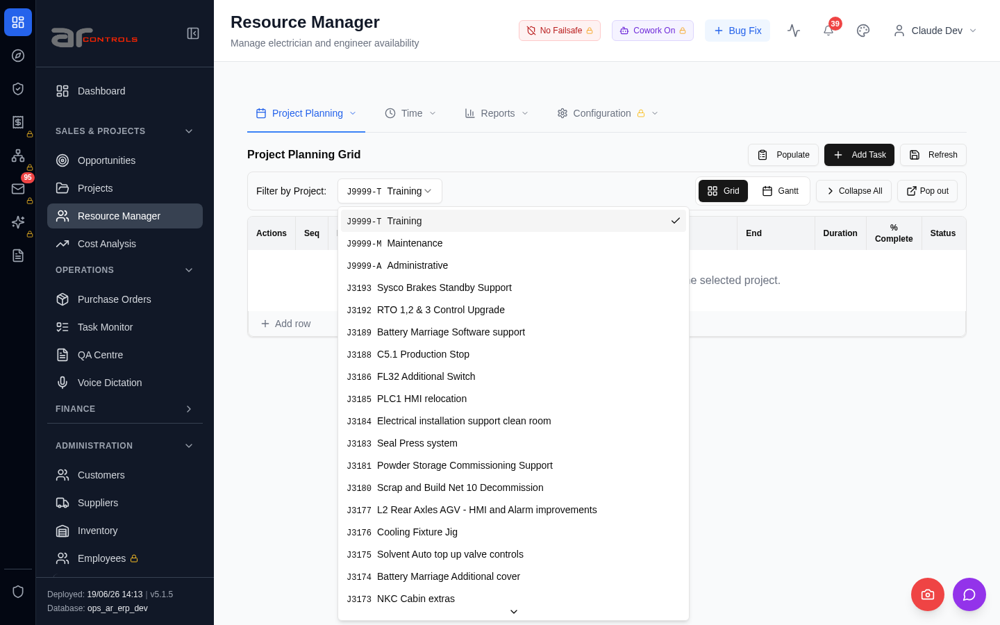 Resource Manager
Manage electrician and engineer availability
No Failsafe
Cowork On
Bug Fix
39
Claude Dev
ar CONTROLS
95
Dashboard
SALES & PROJECTS
Opportunities
Projects
Resource Manager
Cost Analysis
OPERATIONS
Purchase Orders
Task Monitor
QA Centre
Voice Dictation
FINANCE
ADMINISTRATION
Customers
Suppliers
Inventory
Employees
Deployed: 19/06/26 14:13 | v5.1.5
Database: ops_ar_erp_dev
Project Planning
Time
Reports
Configuration
Project Planning Grid
Populate
Add Task
Refresh
Filter by Project:
J9999-T Training
Grid
Gantt
Collapse All
Pop out
Actions
Seq
End
Duration
% Complete
Status
selected project.
Add row
J9999-T Training
J9999-M Maintenance
J9999-A Administrative
J3193 Sysco Brakes Standby Support
J3192 RTO 1,2 & 3 Control Upgrade
J3189 Battery Marriage Software support
J3188 C5.1 Production Stop
J3186 FL32 Additional Switch
J3185 PLC1 HMI relocation
J3184 Electrical installation support clean room
J3183 Seal Press system
J3181 Powder Storage Commissioning Support
J3180 Scrap and Build Net 10 Decommission
J3177 L2 Rear Axles AGV - HMI and Alarm improvements
J3176 Cooling Fixture Jig
J3175 Solvent Auto top up valve controls
J3174 Battery Marriage Additional cover
J3173 NKC Cabin extras